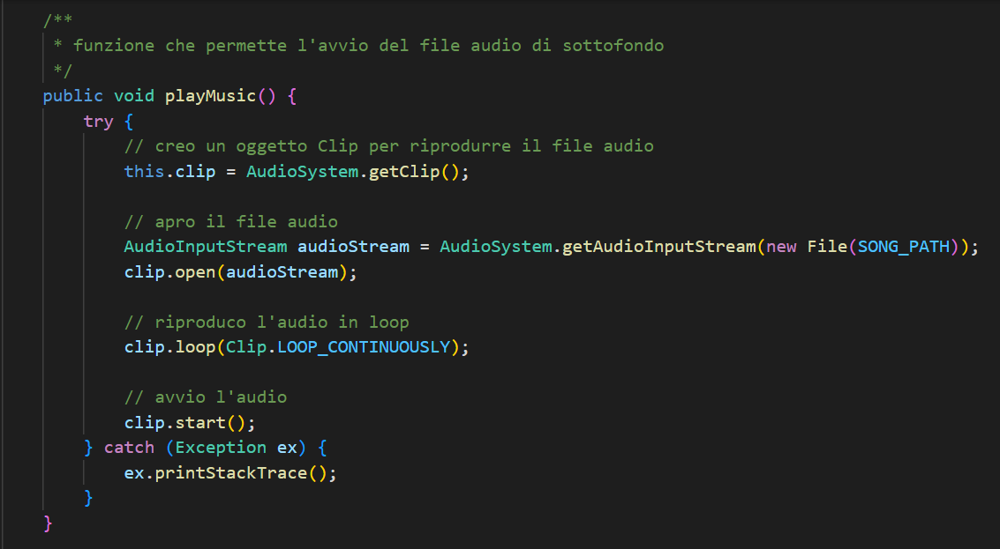 /**
 * funzione che permette l'avvio del file audio di sottofondo
 */
public void playMusic() {
    try {
        // creo un oggetto Clip per riprodurre il file audio
        this.clip = AudioSystem.getClip();

        // apro il file audio
        AudioInputStream audioStream = AudioSystem.getAudioInputStream(new File(SONG_PATH));
        clip.open(audioStream);

        // riproduco l'audio in loop
        clip.loop(Clip.LOOP_CONTINUOUSLY);

        // avvio l'audio
        clip.start();
    } catch (Exception ex) {
        ex.printStackTrace();
    }
}